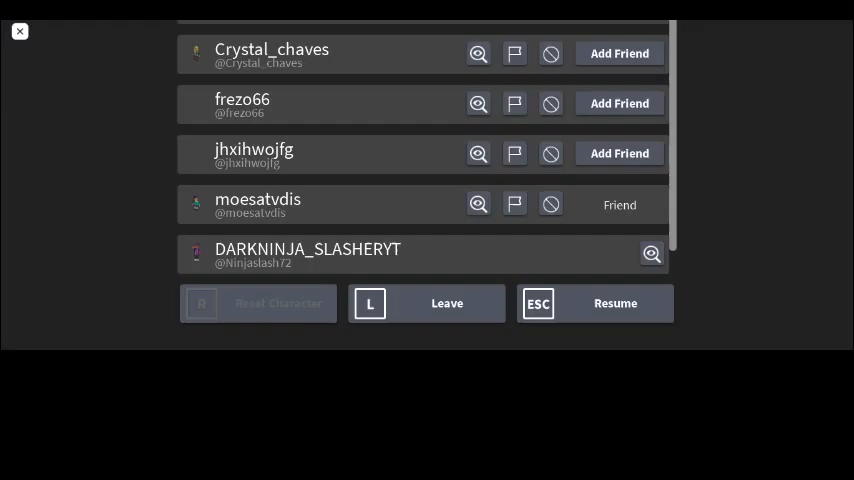 Crystal_chaves
@Crystal_chaves
Add Friend
frezo66
@frezo66
Add Friend
jhxihwojfg
@jhxihwojfg
Add Friend
moesatvdis
@moesatvdis
Friend
DARKNINJA_SLASHERYT
@Ninjaslash72
R Reset Character
L Leave
ESC Resume